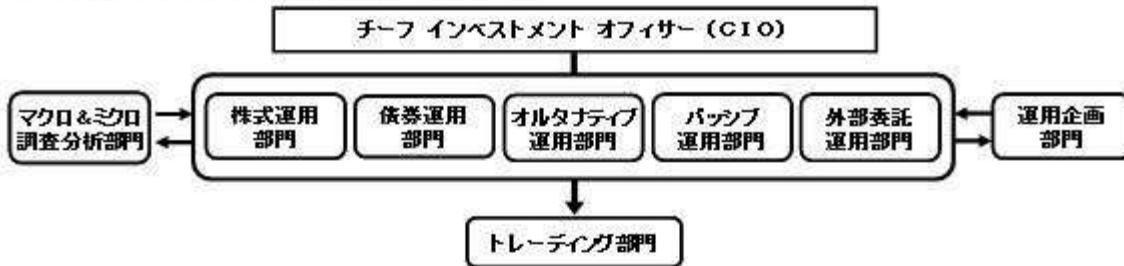 チーフ インベストメント オフィサー (CIO)
マクロ&ミクロ
調査分析部門
株式運用
部門
債券運用
部門
オルタナティブ
運用部門
パッシブ
運用部門
外部委託
運用部門
運用企画
部門
トレーディング部門